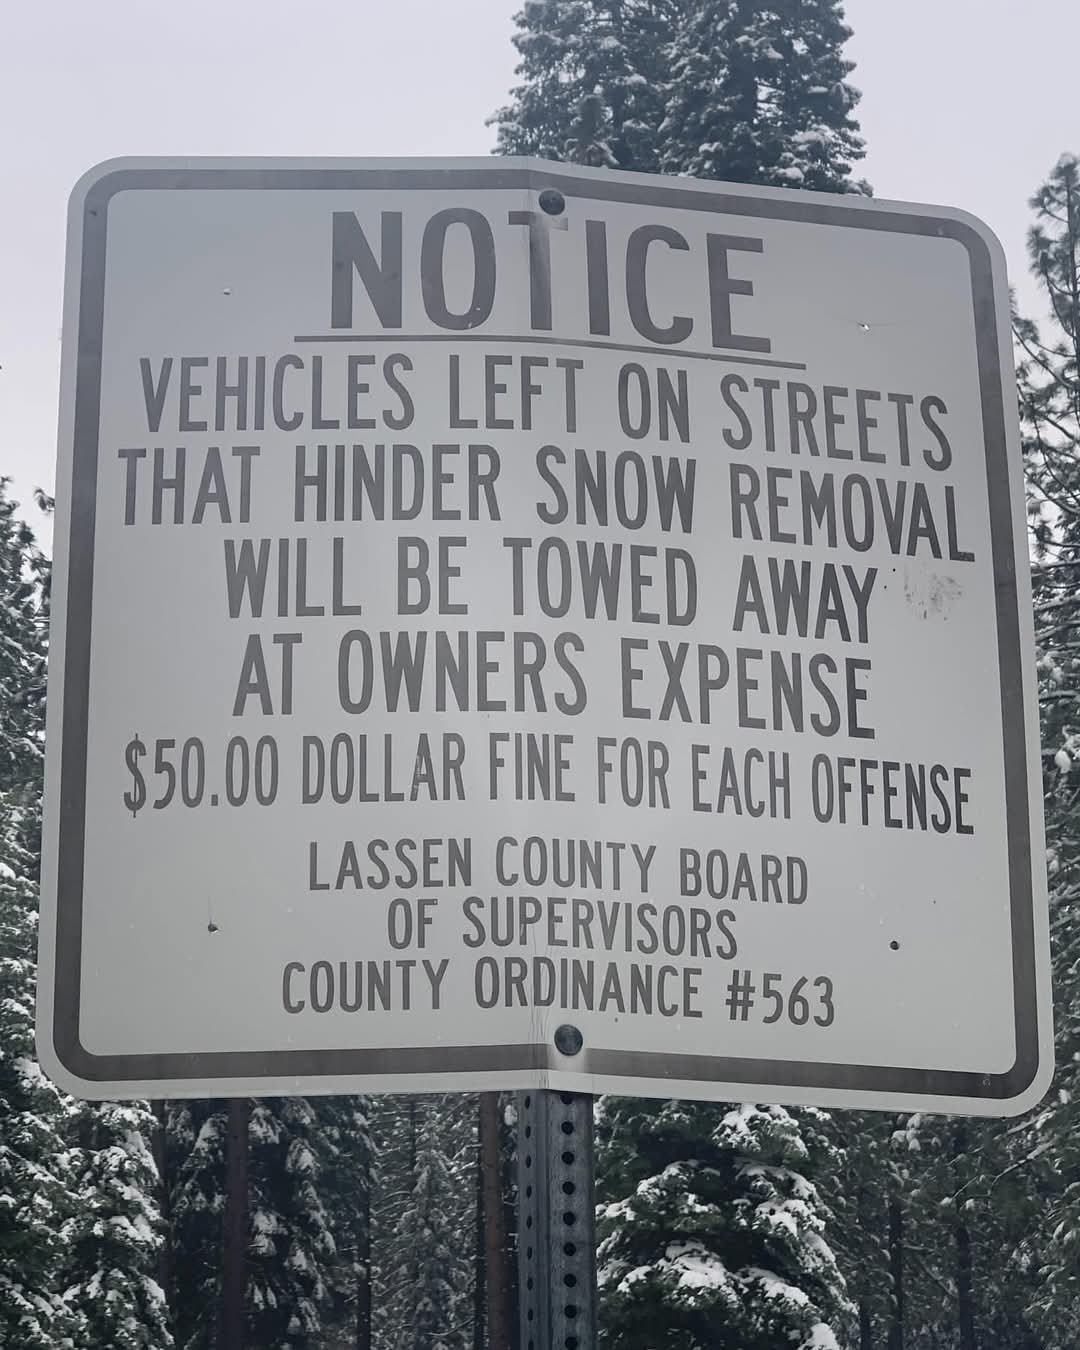 NOTICE
VEHICLES LEFT ON STREETS
THAT HINDER SNOW REMOVAL
WILL BE TOWED AWAY
AT OWNERS EXPENSE
$50.00 DOLLAR FINE FOR EACH OFFENSE
LASSEN COUNTY BOARD
OF SUPERVISORS
COUNTY ORDINANCE #563